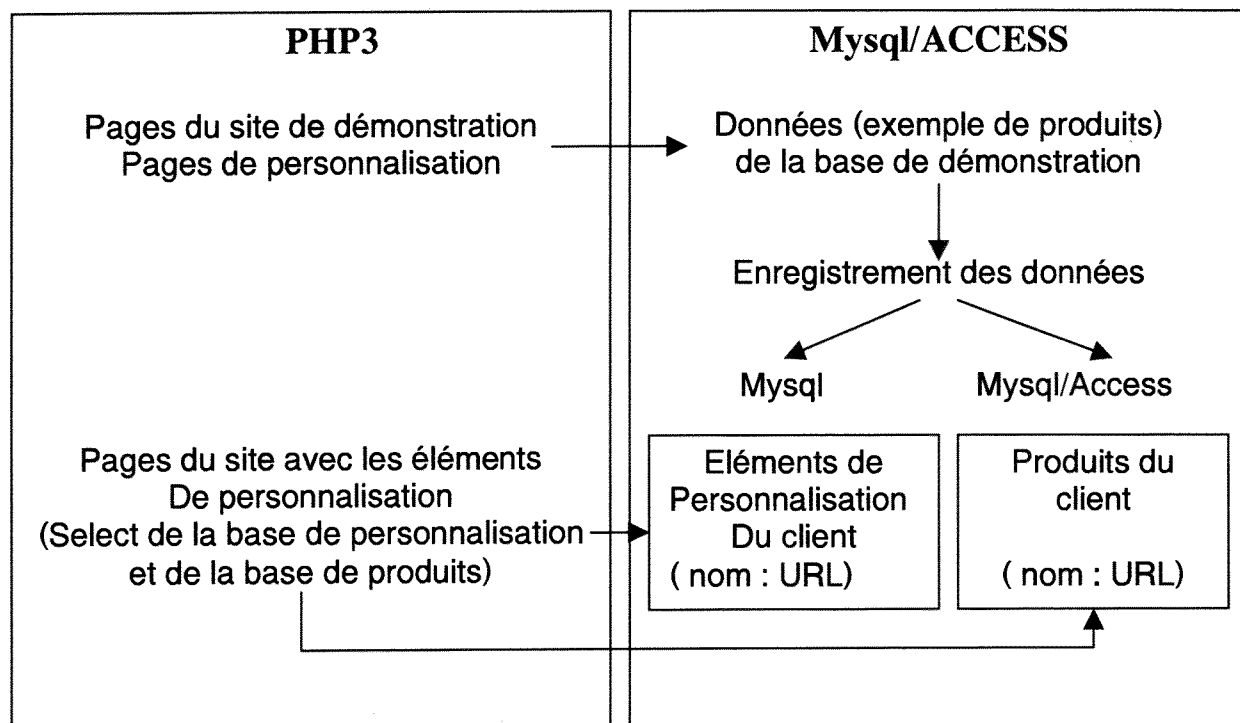 PHP3
Pages du site de démonstration
Pages de personnalisation
Pages du site avec les éléments
De personnalisation
(Select de la base de personnalisation
et de la base de produits)
Mysql/ACCESS
Données (exemple de produits)
de la base de démonstration
Enregistrement des données
Mysql
Mysql/Access
Eléments de
Personnalisation
Du client
( nom : URL)
Produits du
client
( nom : URL)